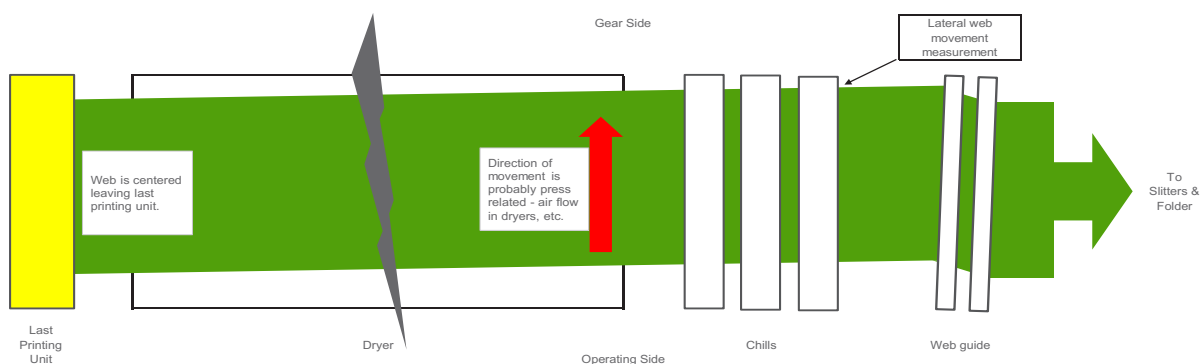 Gear Side
Lateral web
movement
measurement
Web is centered
leaving last
printing unit.
Direction of
movement is
probably press
related - air flow
in dryers, etc.
To
Slitters &
Folder
Last
Printing
Unit
Dryer
Operating Side
Chills
Web guide